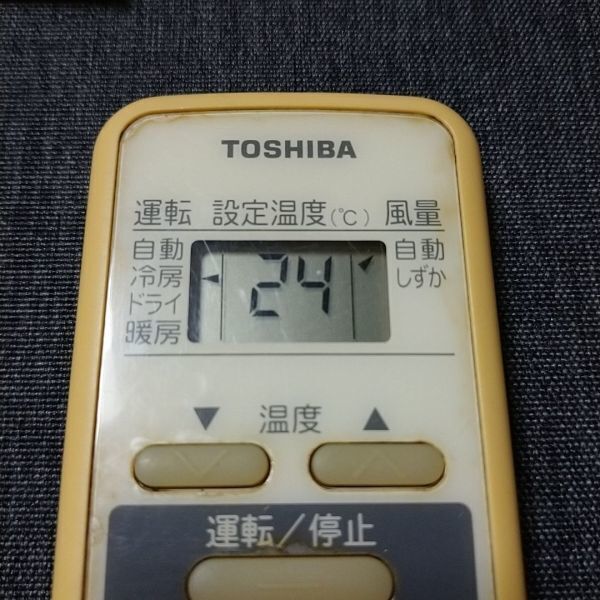 TOSHIBA
運転 設定温度(℃) 風量
自動 自動
冷房 24 しずか
ドライ
暖房
▼ 温度 ▲
運転/停止